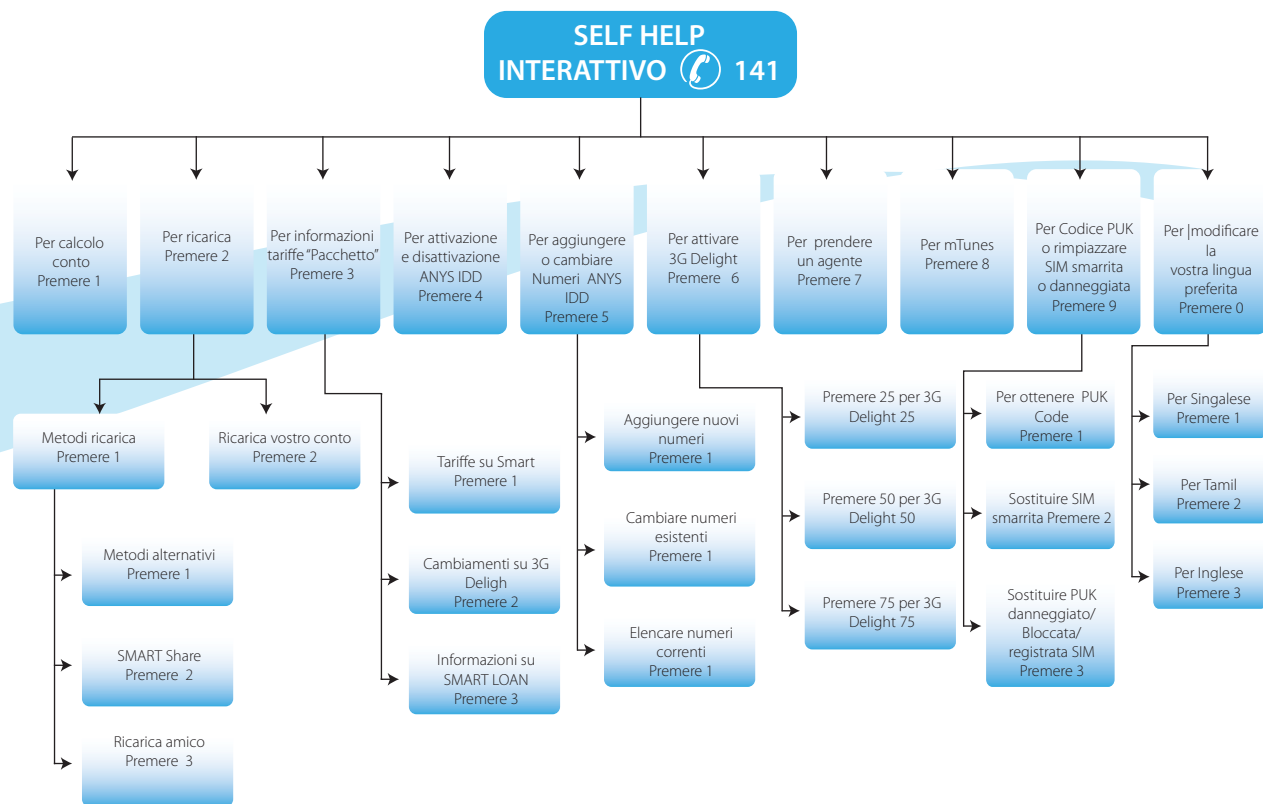 SELF HELP
INTERATTIVO 141
Per calcolo
conto
Premere 1
Per ricarica
Premere 2
Per informazioni
tariffe “Pacchetto”
Premere 3
Per attivazione
e disattivazione
ANYS IDD
Premere 4
Per aggiungere
o cambiare
Numeri ANYS
IDD
Premere 5
Per attivare
3G Delight
Premere 6
Per prendere
un agente
Premere 7
Per mTunes
Premere 8
Per Codice PUK
o rimpiazzare
SIM smarrita
o danneggiata
Premere 9
Per |modificare
la
vostra lingua
preferita
Premere 0
Metodi ricarica
Premere 1
Ricarica vostro conto
Premere 2
Metodi alternativi
Premere 1
SMART Share
Premere 2
Ricarica amico
Premere 3
Tariffe su Smart
Premere 1
Cambiamenti su 3G
Deligh
Premere 2
Informazioni su
SMART LOAN
Premere 3
Aggiungere nuovi
numeri
Premere 1
Cambiare numeri
esistenti
Premere 1
Elencare numeri
correnti
Premere 1
Premere 25 per 3G
Delight 25
Premere 50 per 3G
Delight 50
Premere 75 per 3G
Delight 75
Per ottenere PUK
Code
Premere 1
Sostituire SIM
smarrita Premere 2
Sostituire PUK
danneggiato/
Bloccata/
registrata SIM
Premere 3
Per Singalese
Premere 1
Per Tamil
Premere 2
Per Inglese
Premere 3